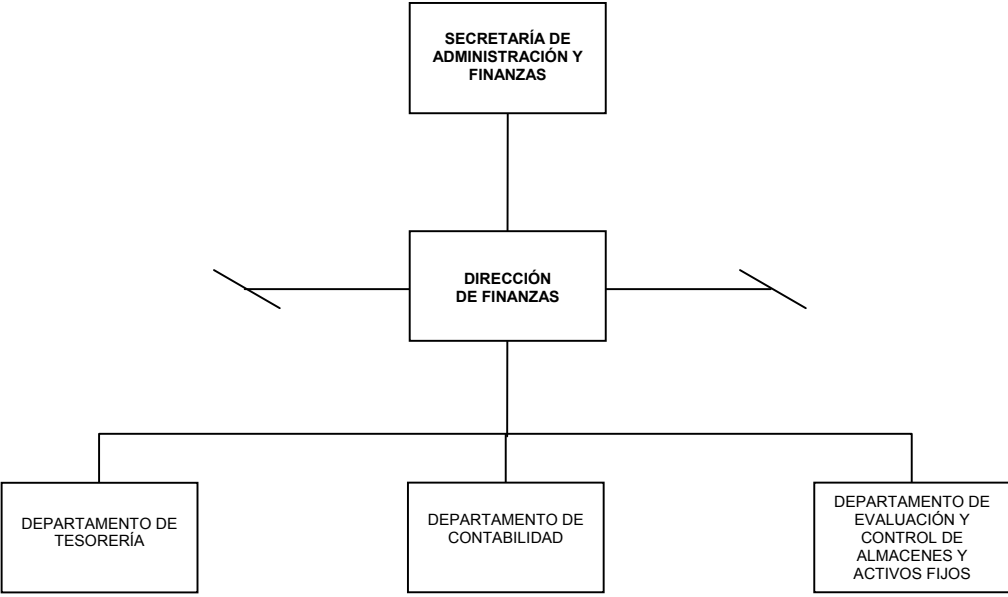 SECRETARÍA DE
ADMINISTRACIÓN Y
FINANZAS
DIRECCIÓN
DE FINANZAS
DEPARTAMENTO DE
TESORERÍA
DEPARTAMENTO DE
CONTABILIDAD
DEPARTAMENTO DE
EVALUACIÓN Y
CONTROL DE
ALMACENES Y
ACTIVOS FIJOS